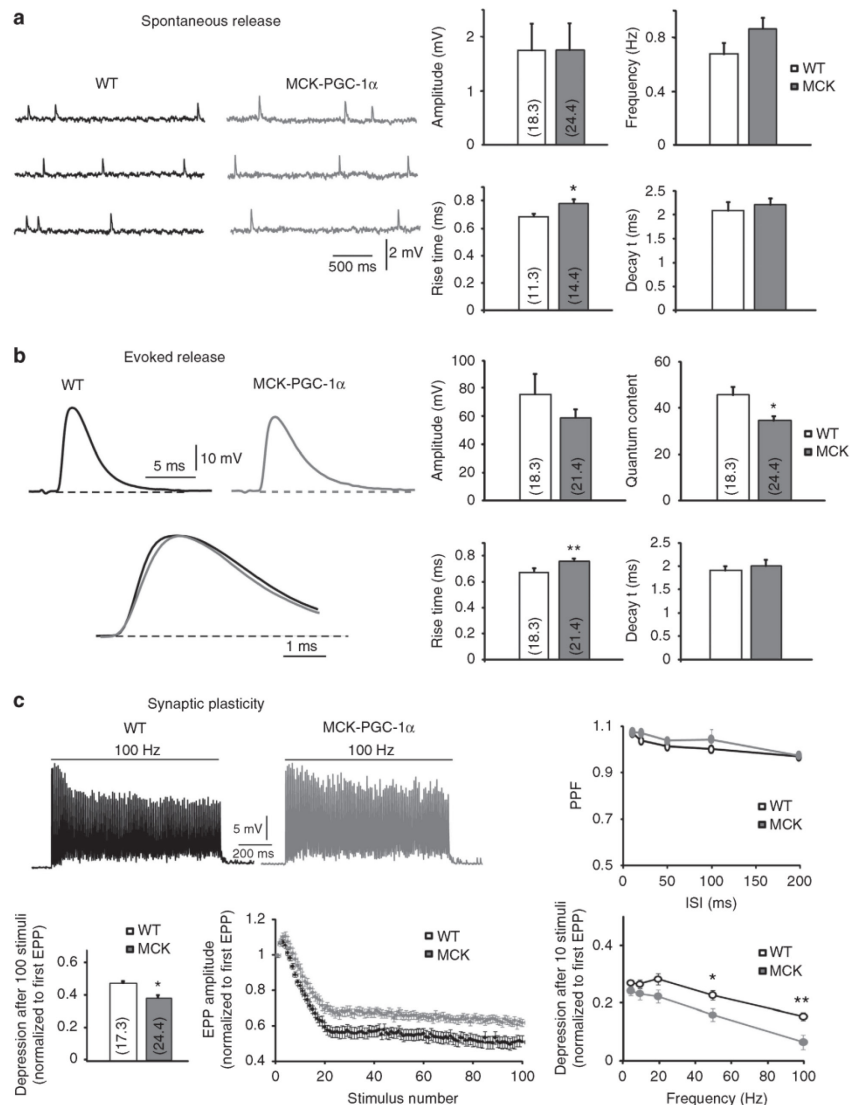 a
Spontaneous release
WT
MCK-PGC-1α
500 ms
2 mV
Amplitude (mV)
2
1
0
(18.3)
(24.4)
Frequency (Hz)
0.8
0.4
0
WT
MCK
Rise time (ms)
0.8
0.6
0.4
0.2
0
(11.3)
(14.4)
*
Decay t (ms)
2.5
2
1.5
1
0.5
0
b
Evoked release
WT
MCK-PGC-1α
5 ms
10 mV
1 ms
Amplitude (mV)
100
80
60
40
20
0
(18.3)
(21.4)
Quantum content
60
40
20
0
(18.3)
(24.4)
*
WT
MCK
Rise time (ms)
0.8
0.6
0.4
0.2
0
(18.3)
(21.4)
**
Decay t (ms)
2.5
2
1.5
1
0.5
0
c
Synaptic plasticity
WT
100 Hz
MCK-PGC-1α
100 Hz
5 mV
200 ms
PPF
1.1
0.9
0.7
0.5
WT
MCK
0 50 100 150 200
ISI (ms)
Depression after 100 stimuli
(normalized to first EPP)
WT
MCK
0.6
0.4
0.2
0
(17.3)
(24.4)
*
EPP amplitude
(normalized to first EPP)
1.2
1
0.8
0.6
0.4
WT
MCK
0 20 40 60 80 100
Stimulus number
Depression after 10 stimuli
(normalized to first EPP)
0.4
0.2
0
WT
MCK
*
**
0 20 40 60 80 100
Frequency (Hz)